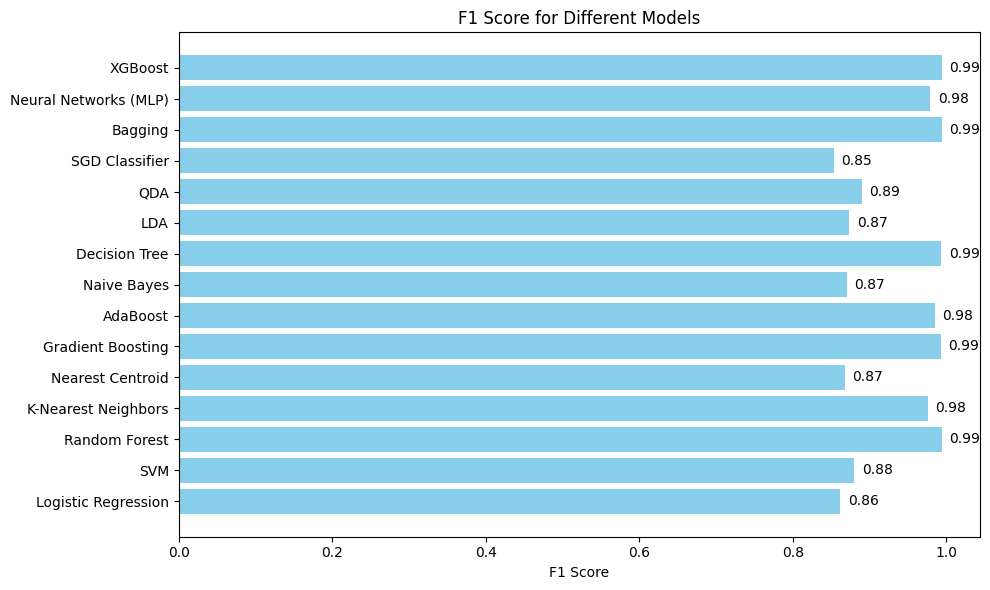 F1 Score for Different Models
XGBoost 0.99
Neural Networks (MLP) 0.98
Bagging 0.99
SGD Classifier 0.85
QDA 0.89
LDA 0.87
Decision Tree 0.99
Naive Bayes 0.87
AdaBoost 0.98
Gradient Boosting 0.99
Nearest Centroid 0.87
K-Nearest Neighbors 0.98
Random Forest 0.99
SVM 0.88
Logistic Regression 0.86
0.0 0.2 0.4 0.6 0.8 1.0
F1 Score